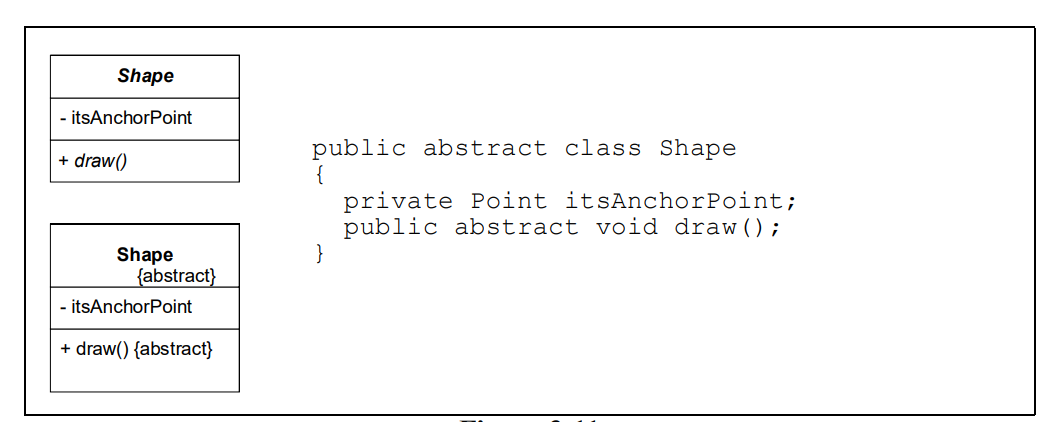 Shape
- itsAnchorPoint
+ draw()
Shape
{abstract}
- itsAnchorPoint
+ draw() {abstract}
public abstract class Shape
{
private Point itsAnchorPoint;
public abstract void draw();
}